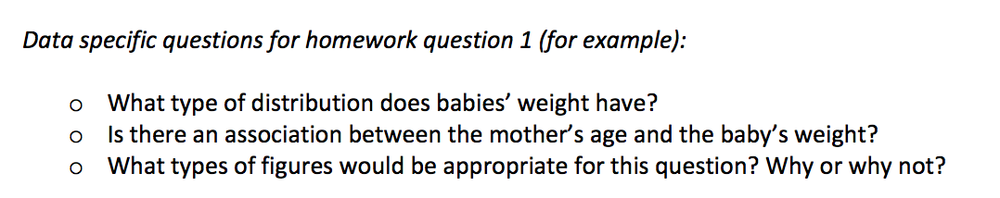 Data specific questions for homework question 1 (for example):
o What type of distribution does babies’ weight have?
o Is there an association between the mother’s age and the baby’s weight?
o What types of figures would be appropriate for this question? Why or why not?